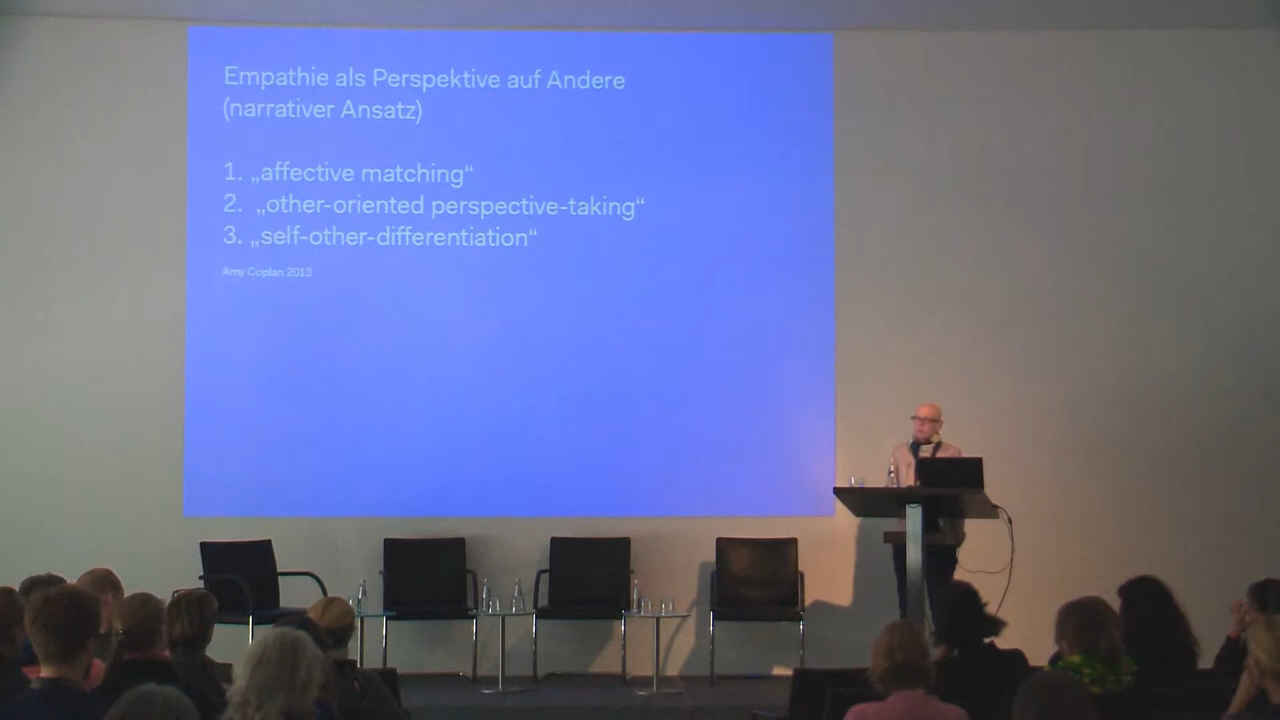 Empathie als Perspektive auf Andere
(narrativer Ansatz)
1. „affective matching“
2. „other-oriented perspective-taking“
3. „self-other-differentiation“
Amy Coplan 2013